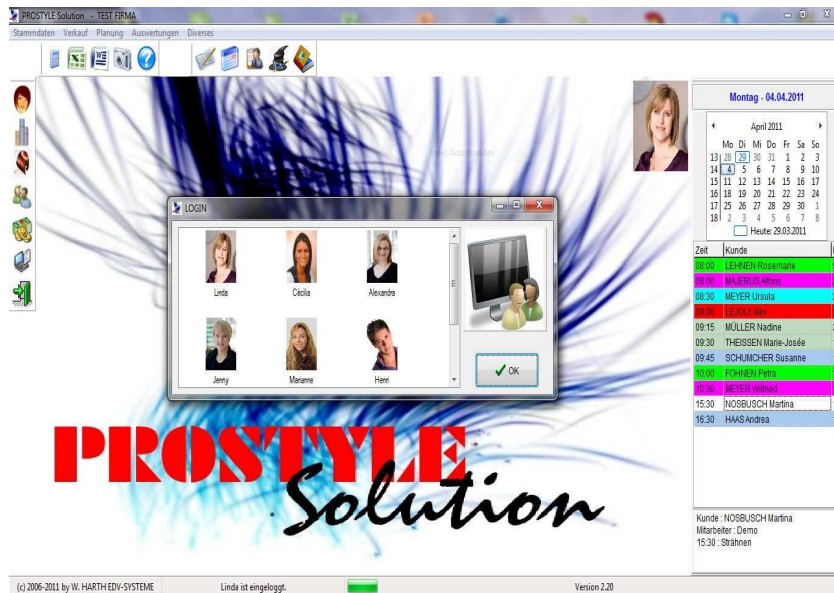 PROSTYLE Solution - TEST FIRMA
Stammdaten Verkauf Planung Auswertungen Diverses
LOGIN
Linda Cécilia Alexandra
Jenny Marianne Henri
OK
PROSTYLE
Solution
Montag - 04.04.2011
April 2011
Mo Di Mi Do Fr Sa So
13 28 29 30 31 1 2 3
14 4 5 6 7 8 9 10
15 11 12 13 14 15 16 17
16 18 19 20 21 22 23 24
17 25 26 27 28 29 30 1
18 2 3 4 5 6 7 8
Heute: 29.03.2011
Zeit Kunde
08:00 LEHNEN Rosemarie
MAJERUS Alfons
08:30 MEYER Ursula
09:00 LEJOLY Alex
09:15 MÜLLER Nadine
09:30 THEISSEN Marie-Josée
09:45 SCHUMCHER Susanne
10:00 FOHNEN Petra
10:30 MEYER Wilfried
15:30 NOSBUSCH Martina
16:30 HAAS Andrea
Kunde : NOSBUSCH Martina
Mitarbeiter : Demo
15:30 : Strähnen
(c) 2006-2011 by W. HARTH EDV-SYSTEME Linda ist eingeloggt. Version 2.20